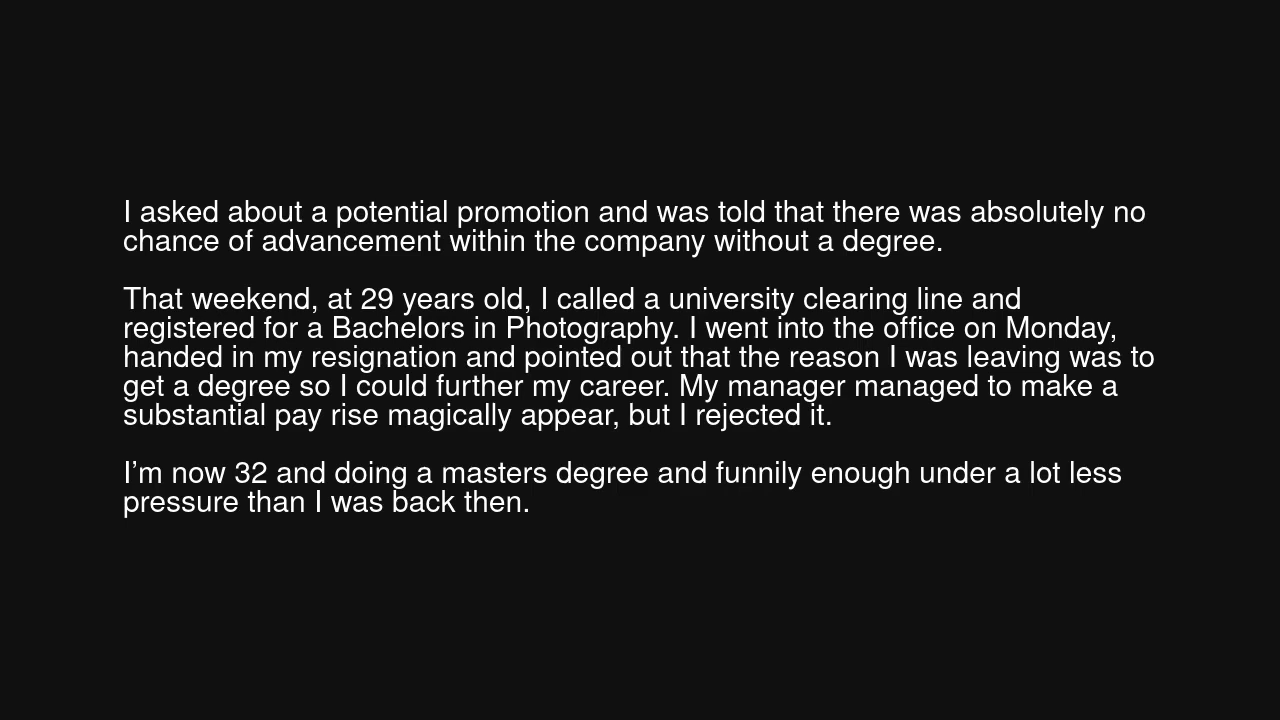 I asked about a potential promotion and was told that there was absolutely no
chance of advancement within the company without a degree.
That weekend, at 29 years old, I called a university clearing line and
registered for a Bachelors in Photography. I went into the office on Monday,
handed in my resignation and pointed out that the reason I was leaving was to
get a degree so I could further my career. My manager managed to make a
substantial pay rise magically appear, but I rejected it.
I’m now 32 and doing a masters degree and funnily enough under a lot less
pressure than I was back then.